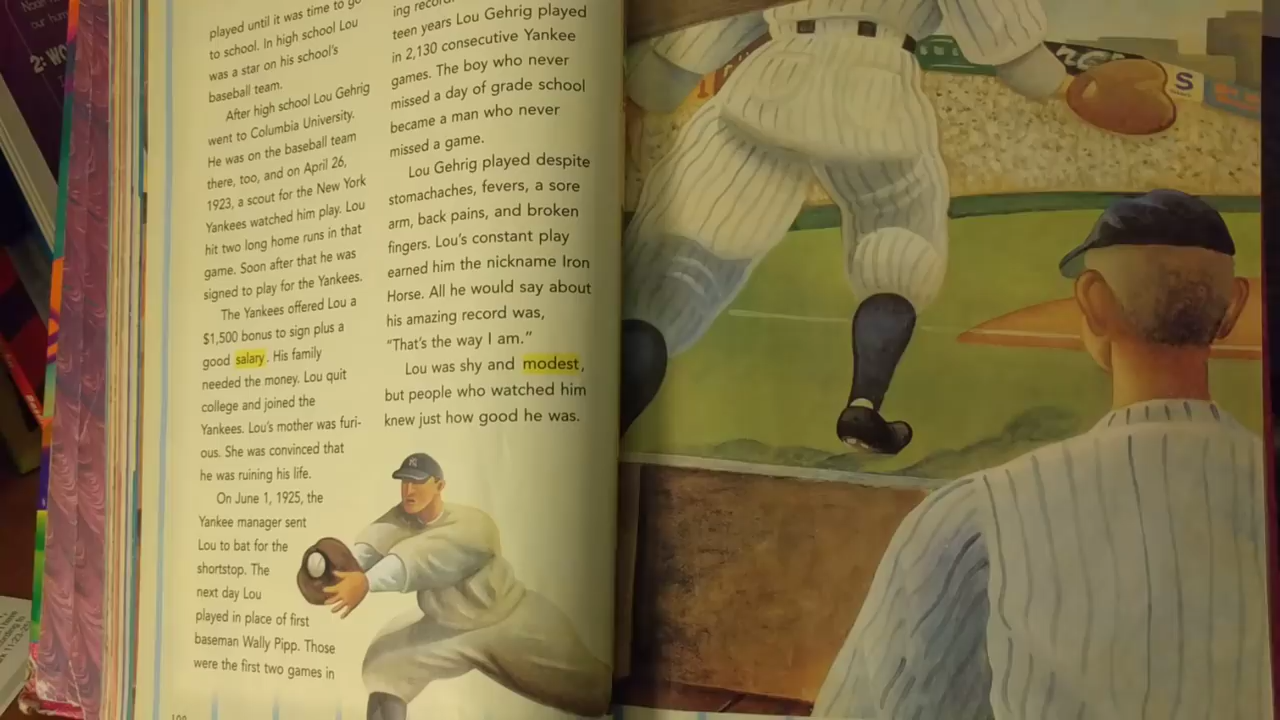 played until it was time to go
to school. In high school Lou
was a star on his school's
baseball team.
After high school Lou Gehrig
went to Columbia University.
He was on the baseball team
there, too, and on April 26,
1923, a scout for the New York
Yankees watched him play. Lou
hit two long home runs in that
game. Soon after that he was
signed to play for the Yankees.
The Yankees offered Lou a
$1,500 bonus to sign plus a
good salary. His family
needed the money. Lou quit
college and joined the
Yankees. Lou's mother was furi-
ous. She was convinced that
he was ruining his life.
On June 1, 1925, the
Yankee manager sent
Lou to bat for the
shortstop. The
next day Lou
played in place of first
baseman Wally Pipp. Those
were the first two games in
ing
teen years Lou Gehrig played
in 2,130 consecutive Yankee
games. The boy who never
missed a day of grade school
became a man who never
missed a game.
Lou Gehrig played despite
stomachaches, fevers, a sore
arm, back pains, and broken
fingers. Lou's constant play
earned him the nickname Iron
Horse. All he would say about
his amazing record was,
"That's the way I am."
Lou was shy and modest,
but people who watched him
knew just how good he was.
S